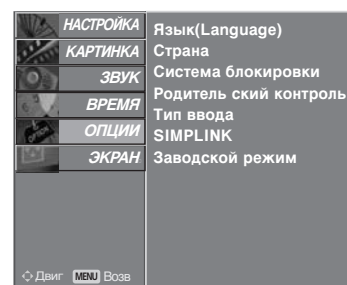 НАСТРОЙКА
КАРТИНКА
ЗВУК
ВРЕМЯ
ОПЦИИ
ЭКРАН
Язык(Language)
Страна
Система блокировки
Родитель ский контроль
Тип ввода
SIMPLINK
Заводской режим
Двиг MENU Возв